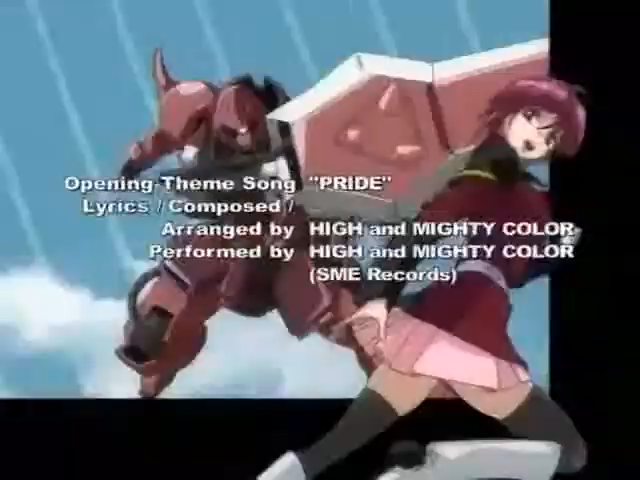 Opening Theme Song "PRIDE"
Lyrics / Composed /
Arranged by HIGH and MIGHTY COLOR
Performed by HIGH and MIGHTY COLOR
(SME Records)